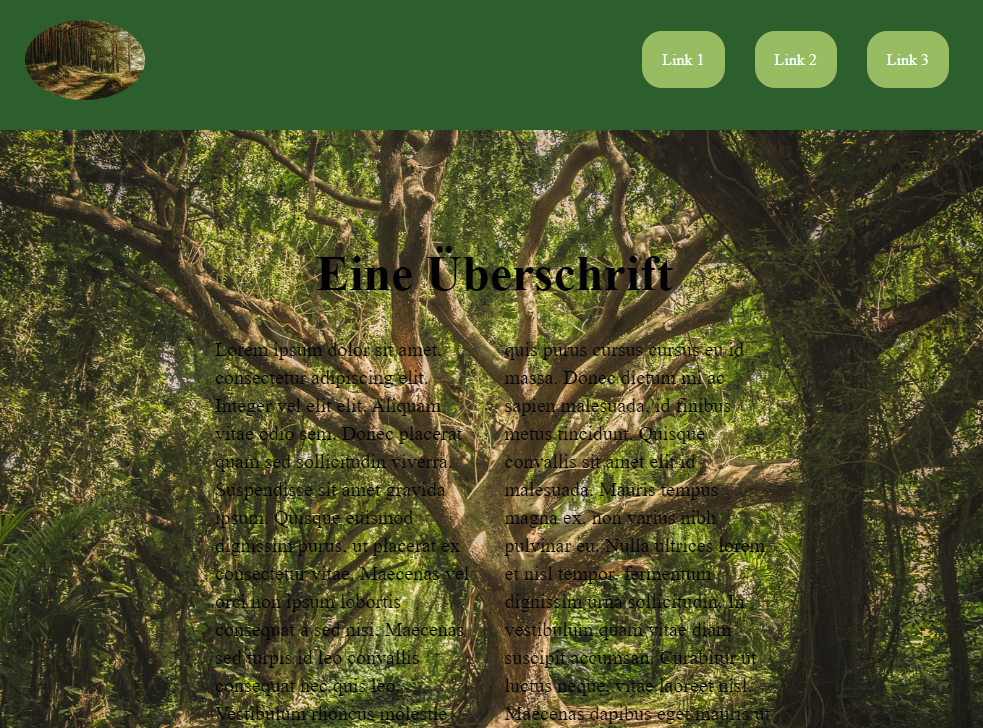 Link 1
Link 2
Link 3
Eine Überschrift
Lorem ipsum dolor sit amet,
consectetur adipiscing elit.
Integer vel elit elit. Aliquam
vitae odio sem. Donec placerat
quam sed sollicitudin viverra.
Suspendisse sit amet gravida
ipsum. Quisque euismod
dignissim purus, ut placerat ex
consectetur vitae. Maecenas vel
orci non ipsum lobortis
consequat a sed nisi. Maecenas
sed turpis id leo convallis
consequat nec quis leo.
Vestibulum rhoncus molestie
quis purus cursus cursus eu id
massa. Donec dictum mi ac
sapien malesuada, id finibus
metus tincidunt. Quisque
convallis sit amet elit id
malesuada. Mauris tempus
magna ex, non varius nibh
pulvinar eu. Nulla ultrices lorem
et nisl tempor, fermentum
dignissim urna sollicitudin. In
vestibulum quam vitae diam
suscipit accumsan. Curabitur ut
luctus neque, vitae laoreet nisl.
Maecenas dapibus eget mauris ut